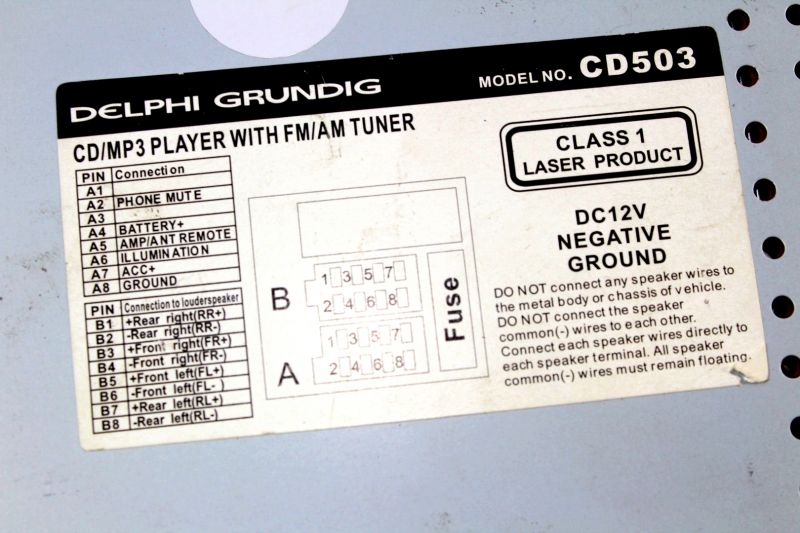 DELPHI GRUNDIG
MODEL NO. CD503
CD/MP3 PLAYER WITH FM/AM TUNER
PIN Connection
A1
A2 PHONE MUTE
A3
A4 BATTERY+
A5 AMP/ANT REMOTE
A6 ILLUMINATION
A7 ACC+
A8 GROUND
PIN Connection to louderspeaker
B1 +Rear right(RR+)
B2 -Rear right(RR-)
B3 +Front right(FR+)
B4 -Front right(FR-)
B5 +Front left(FL+)
B6 -Front left(FL-)
B7 +Rear left(RL+)
B8 -Rear left(RL-)
B
1 3 5 7
2 4 6 8
A
1 3 5 7
2 4 6 8
Fuse
CLASS 1
LASER PRODUCT
DC12V
NEGATIVE
GROUND
DO NOT connect any speaker wires to
the metal body or chassis of vehicle.
DO NOT connect the speaker
common(-) wires to each other.
Connect each speaker wires directly to
each speaker terminal. All speaker
common(-) wires must remain floating.